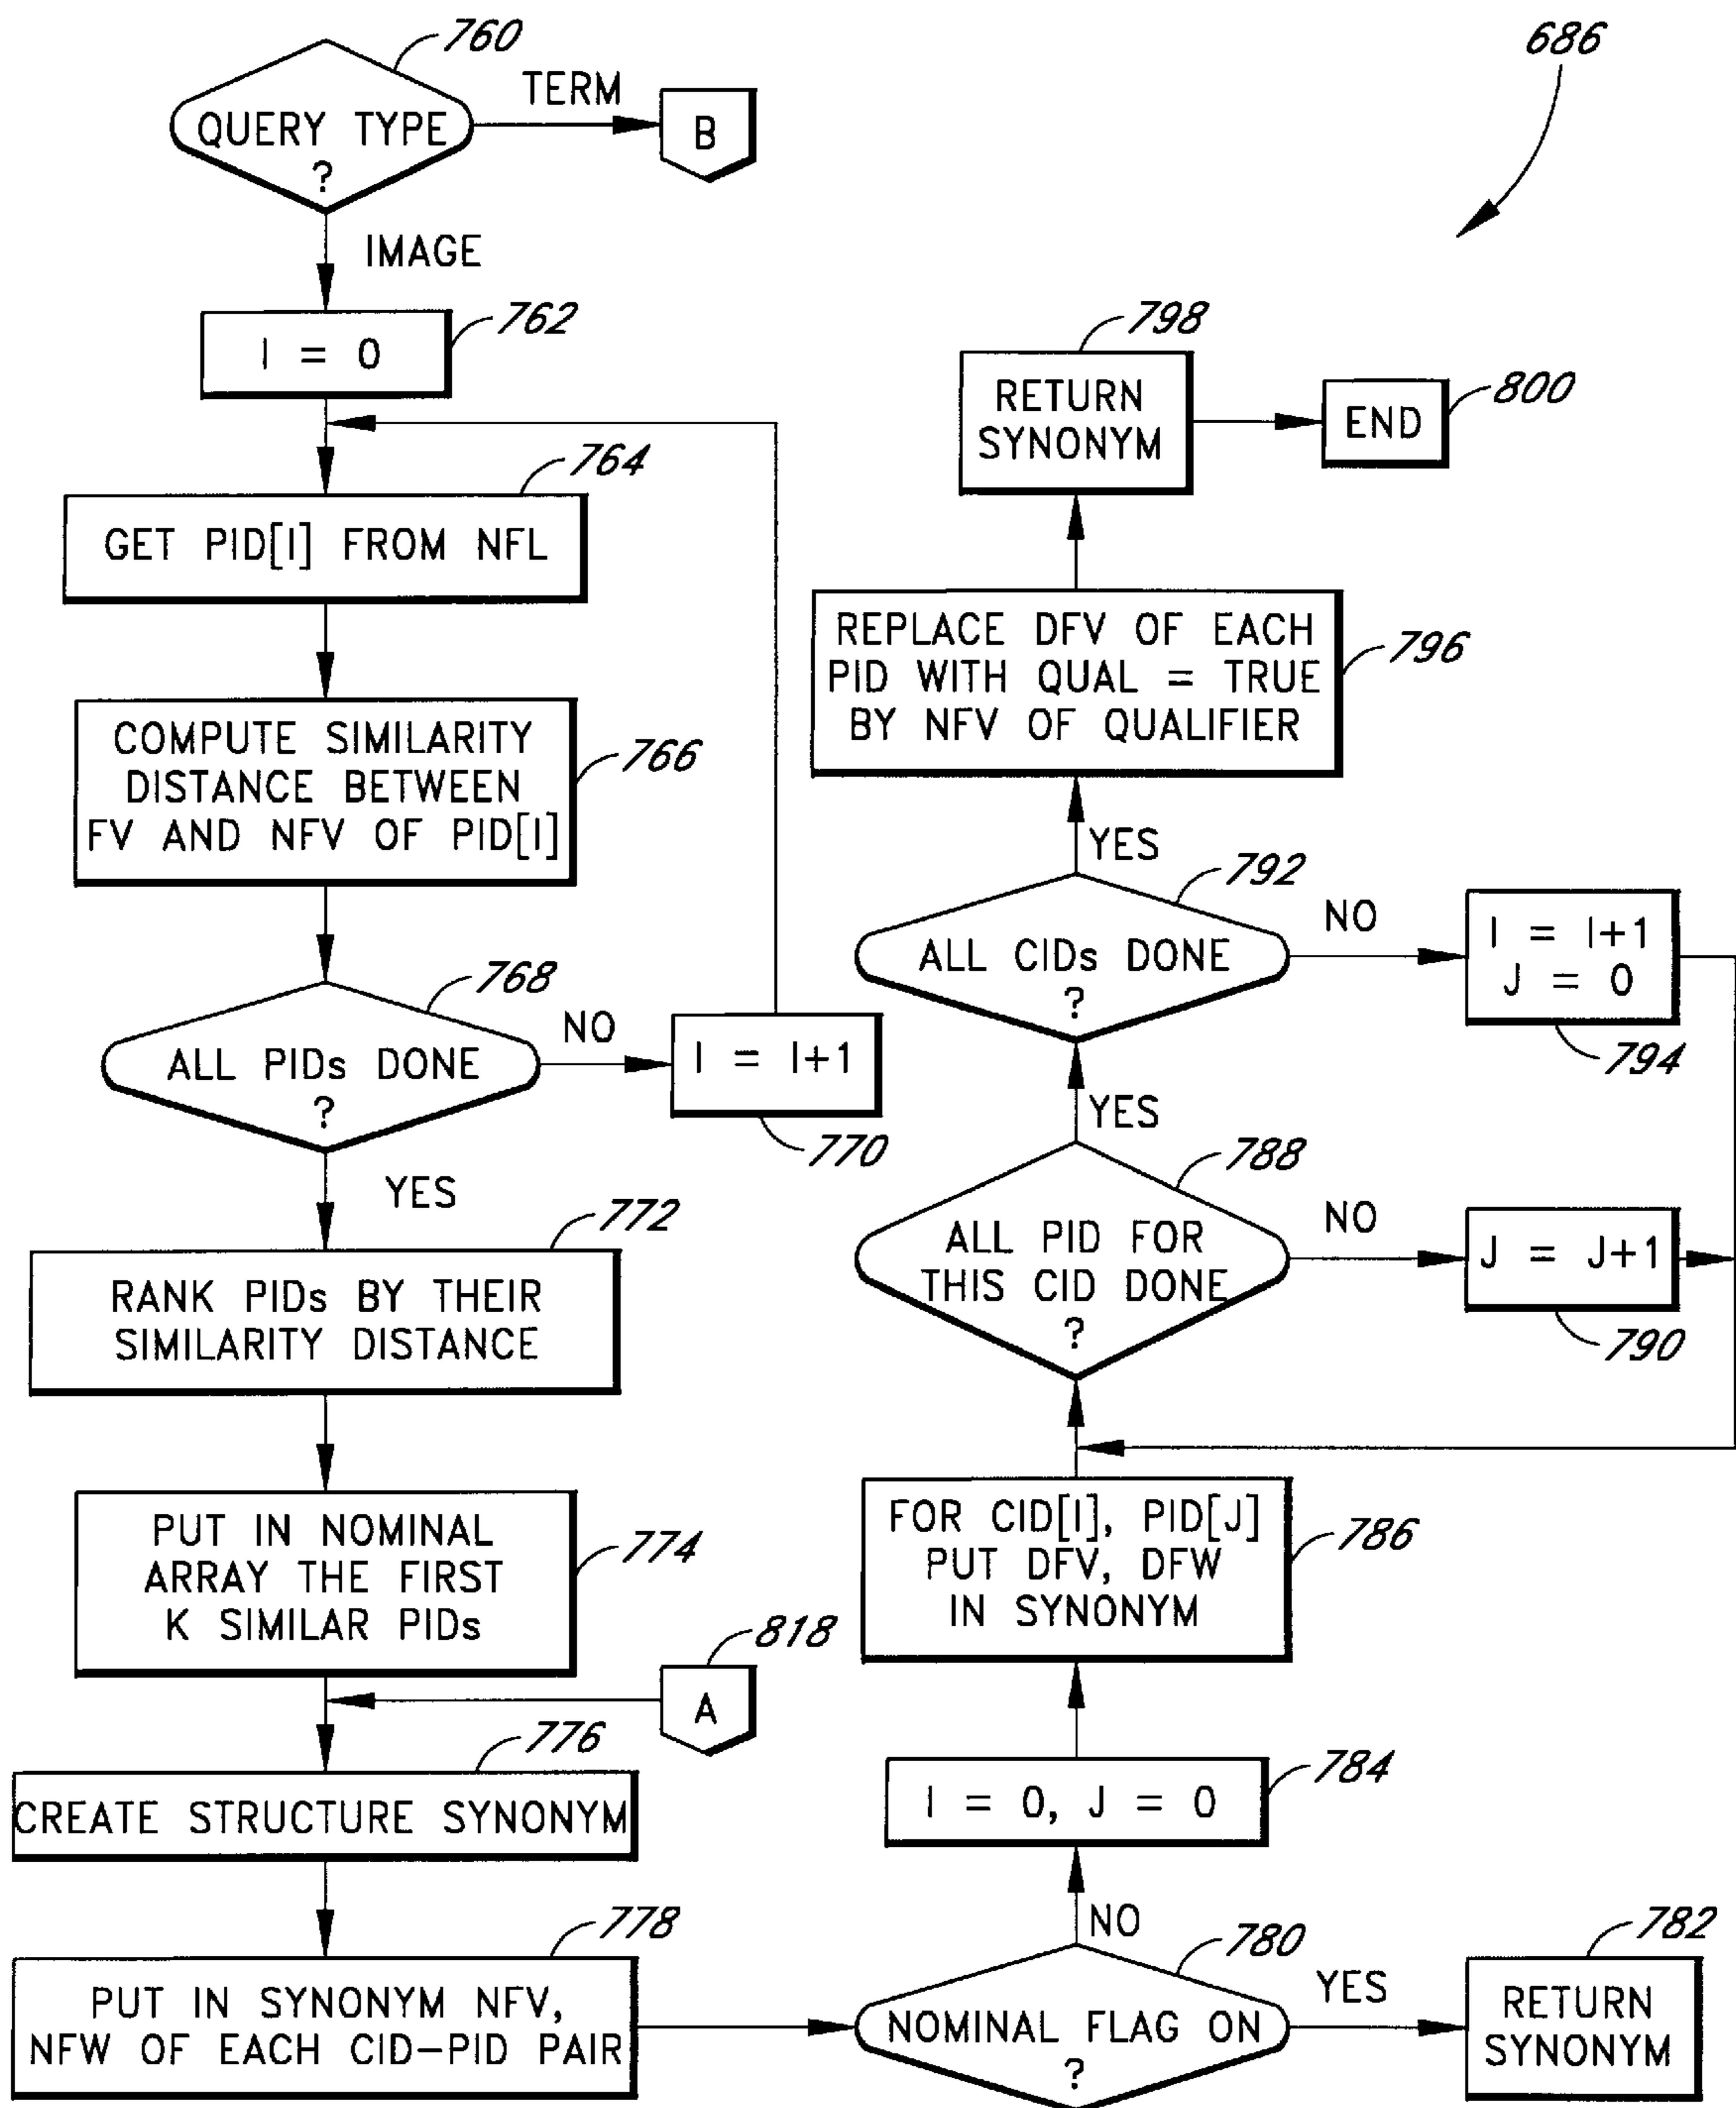 760
QUERY TYPE
?
TERM
B
686
IMAGE
762
I = 0
764
GET PID[I] FROM NFL
COMPUTE SIMILARITY
DISTANCE BETWEEN
FV AND NFV OF PID[I]
766
768
ALL PIDs DONE
?
NO
I = I+1
770
YES
772
RANK PIDs BY THEIR
SIMILARITY DISTANCE
PUT IN NOMINAL
ARRAY THE FIRST
K SIMILAR PIDs
774
818
A
776
CREATE STRUCTURE SYNONYM
778
PUT IN SYNONYM NFV,
NFW OF EACH CID-PID PAIR
780
NOMINAL FLAG ON
?
YES
782
RETURN
SYNONYM
NO
784
I = 0, J = 0
FOR CID[I], PID[J]
PUT DFV, DFW
IN SYNONYM
786
788
ALL PID FOR
THIS CID DONE
?
NO
J = J+1
790
YES
792
ALL CIDs DONE
?
NO
I = I+1
J = 0
794
YES
REPLACE DFV OF EACH
PID WITH QUAL = TRUE
BY NFV OF QUALIFIER
796
798
RETURN
SYNONYM
END
800